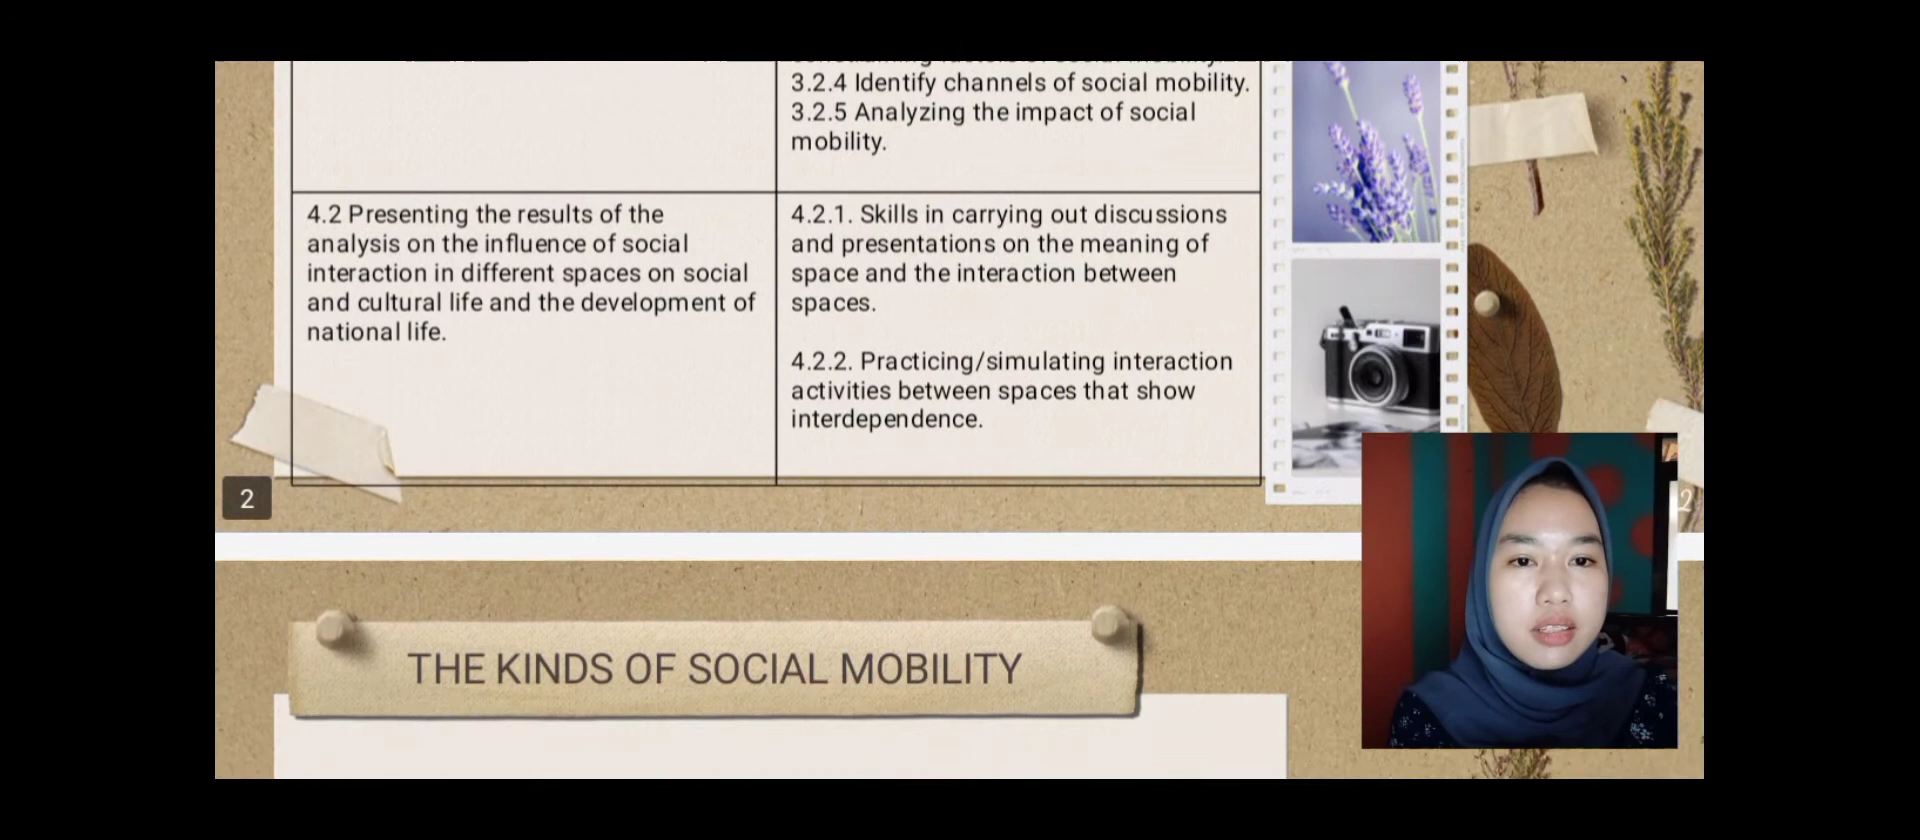 3.2.4 Identify channels of social mobility.
3.2.5 Analyzing the impact of social
mobility.
4.2 Presenting the results of the
analysis on the influence of social
interaction in different spaces on social
and cultural life and the development of
national life.
4.2.1. Skills in carrying out discussions
and presentations on the meaning of
space and the interaction between
spaces.
4.2.2. Practicing/simulating interaction
activities between spaces that show
interdependence.
2
2
THE KINDS OF SOCIAL MOBILITY